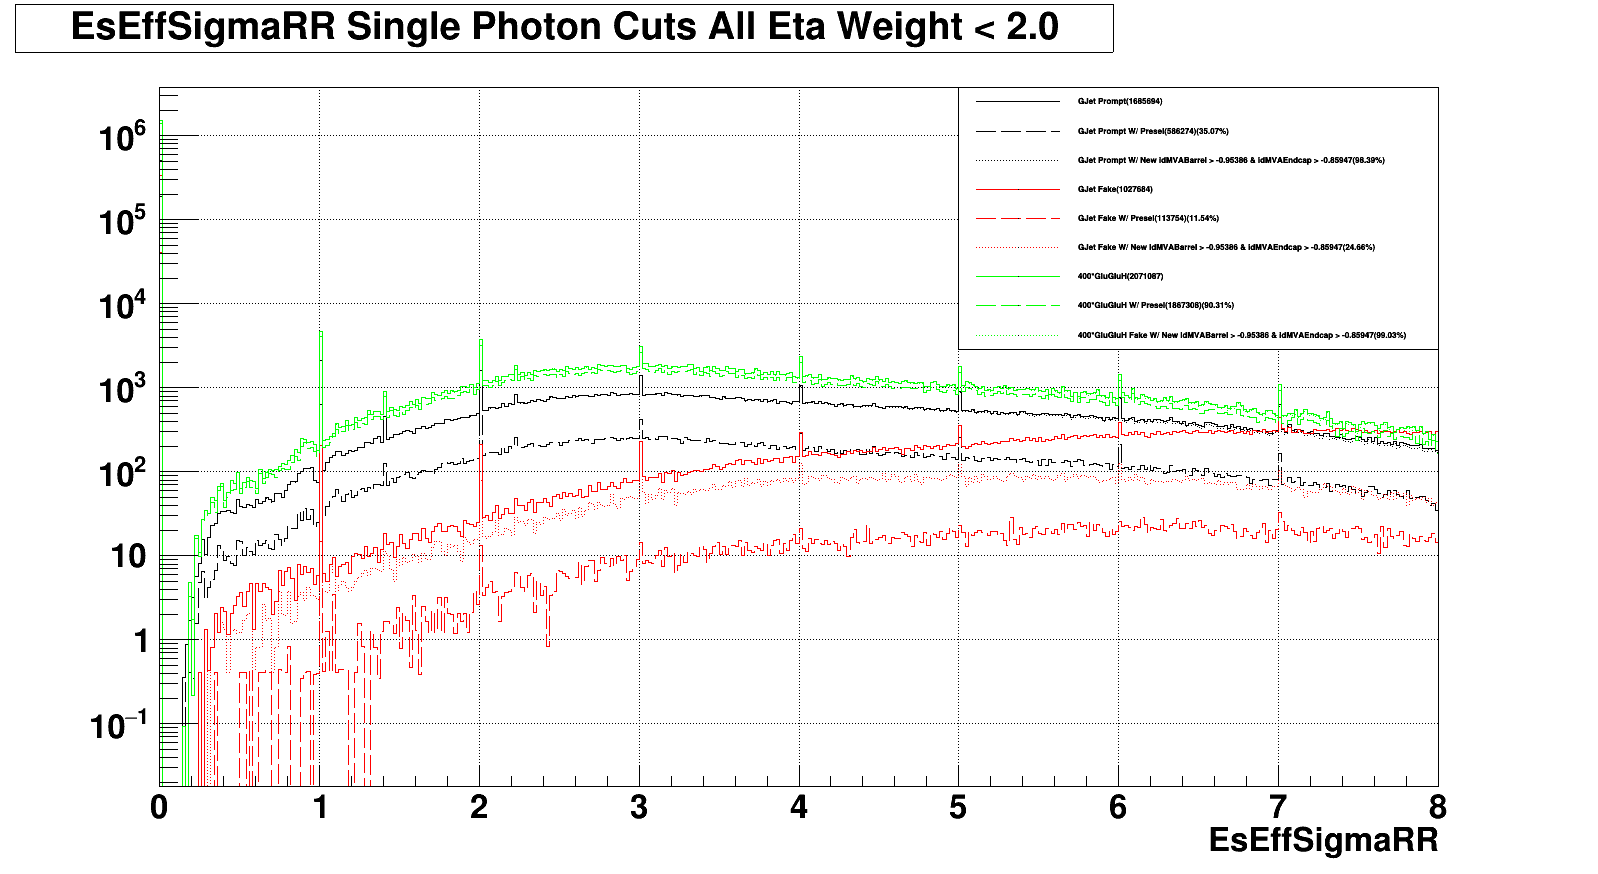 EsEffSigmaRR Single Photon Cuts All Eta Weight < 2.0
GJet Prompt(1685694)
GJet Prompt W/ Presel(586274)(35.07%)
GJet Prompt W/ New idMVABarrel > -0.95386 & idMVAEndcap > -0.85947(98.39%)
GJet Fake(1027684)
GJet Fake W/ Presel(113754)(11.54%)
GJet Fake W/ New idMVABarrel > -0.95386 & idMVAEndcap > -0.85947(24.66%)
400*GluGluH(2071087)
400*GluGluH W/ Presel(1867308)(90.31%)
400*GluGluH Fake W/ New idMVABarrel > -0.95386 & idMVAEndcap > -0.85947(99.03%)
10⁶
10⁵
10⁴
10³
10²
10
1
10⁻¹
0 1 2 3 4 5 6 7 8
EsEffSigmaRR